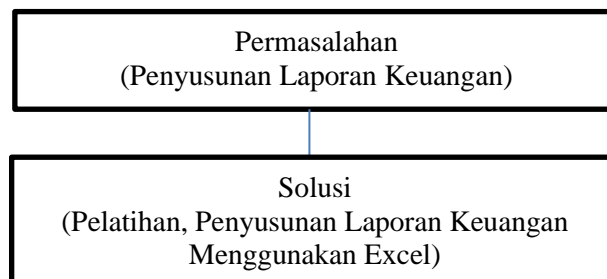 Permasalahan
(Penyusunan Laporan Keuangan)
Solusi
(Pelatihan, Penyusunan Laporan Keuangan
Menggunakan Excel)